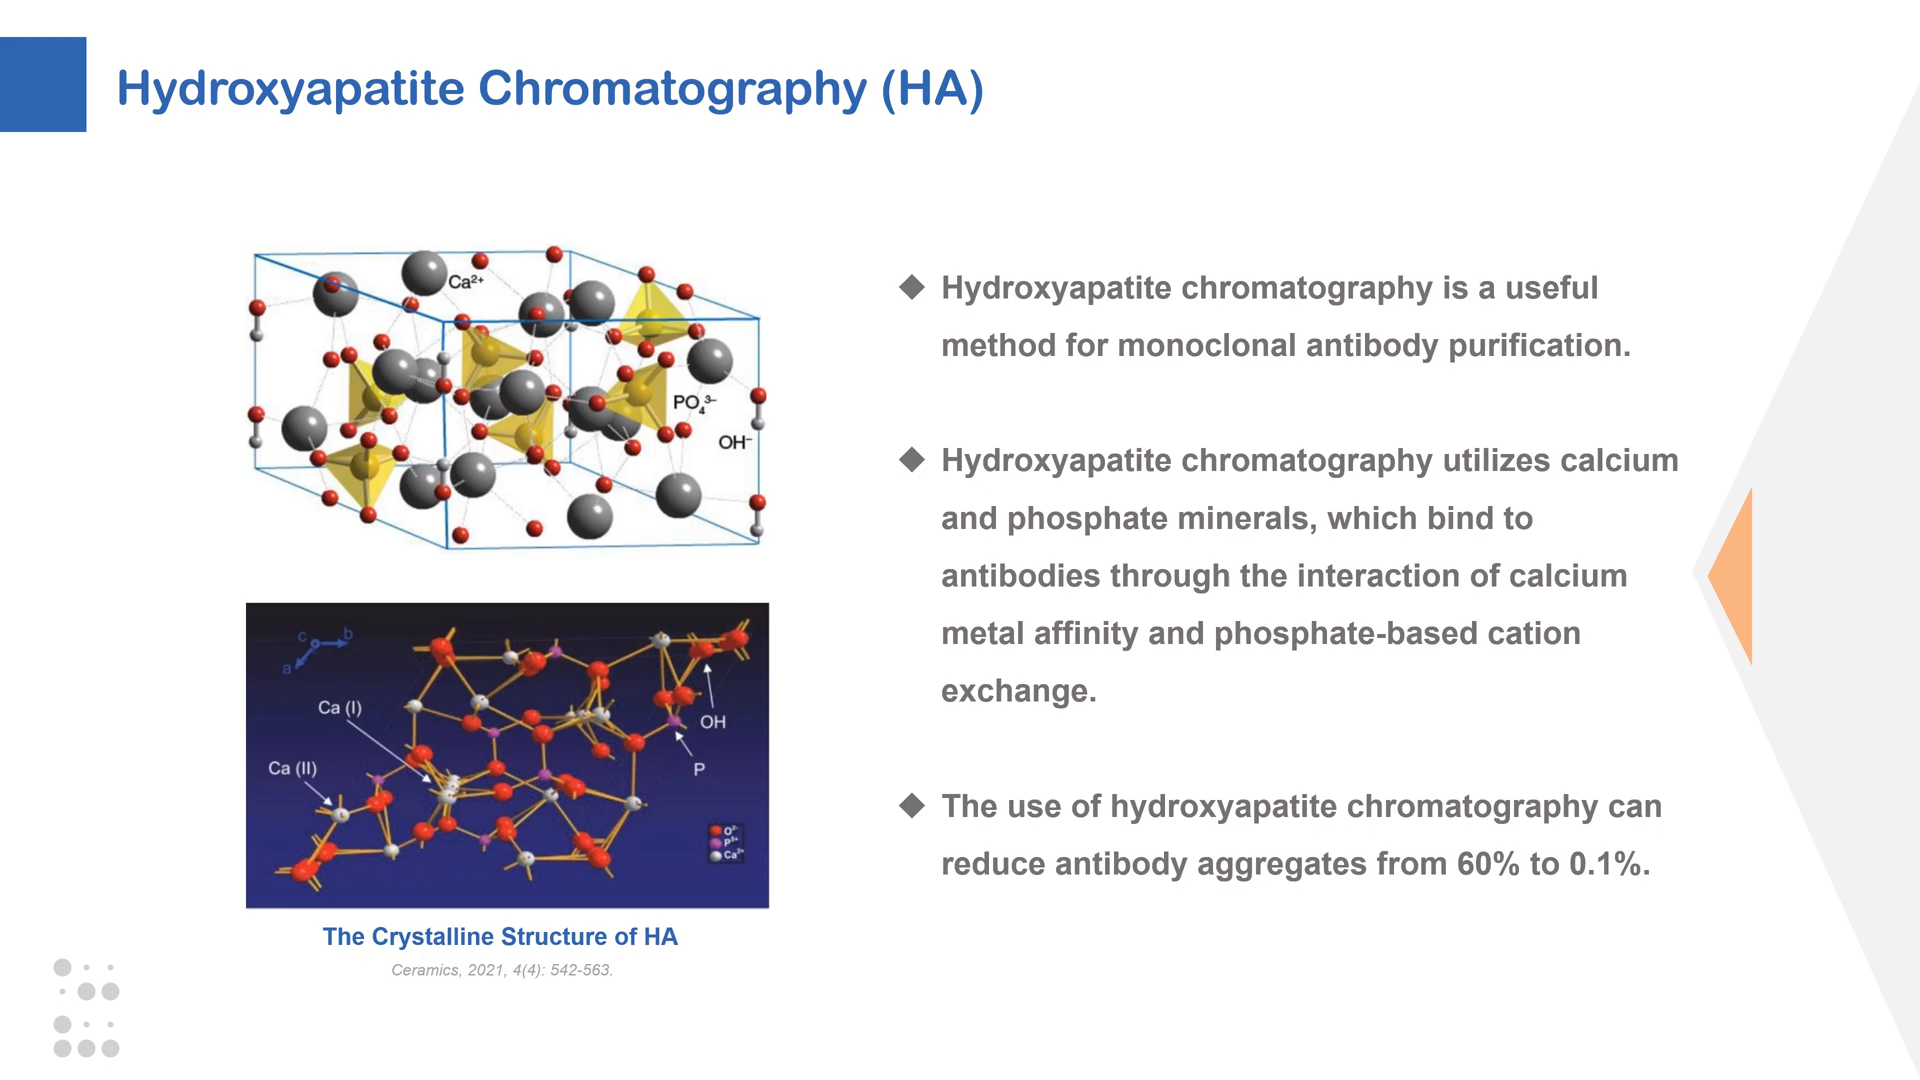 Hydroxyapatite Chromatography (HA)
Ca²⁺
PO₄³⁻
OH⁻
c
b
a
Ca (I)
Ca (II)
OH
P
O²⁻
P⁵⁺
Ca²⁺
The Crystalline Structure of HA
Ceramics, 2021, 4(4): 542-563.
◆ Hydroxyapatite chromatography is a useful
method for monoclonal antibody purification.
◆ Hydroxyapatite chromatography utilizes calcium
and phosphate minerals, which bind to
antibodies through the interaction of calcium
metal affinity and phosphate-based cation
exchange.
◆ The use of hydroxyapatite chromatography can
reduce antibody aggregates from 60% to 0.1%.